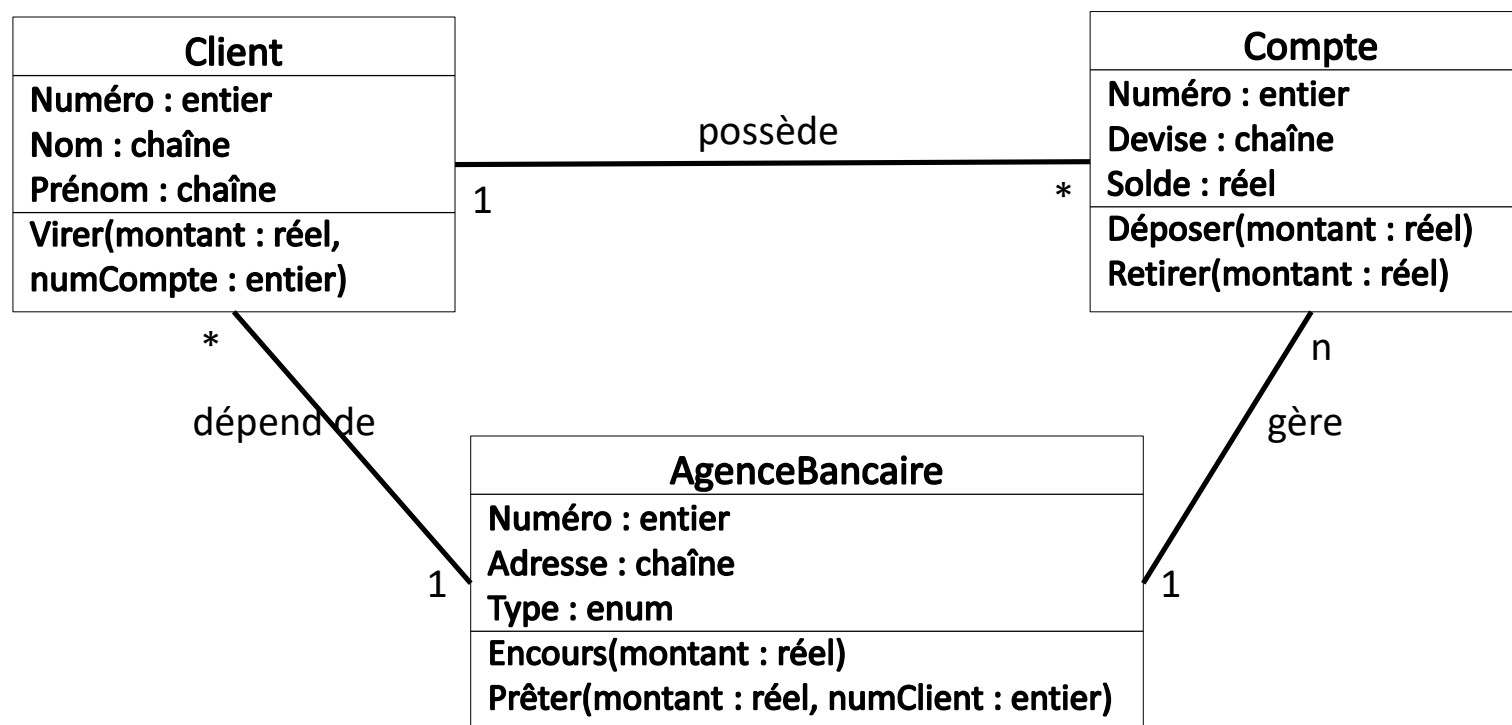 Client
Numéro : entier
Nom : chaîne
Prénom : chaîne
Virer(montant : réel,
numCompte : entier)
possède
1
*
Compte
Numéro : entier
Devise : chaîne
Solde : réel
Déposer(montant : réel)
Retirer(montant : réel)
*
dépend de
1
n
gère
1
AgenceBancaire
Numéro : entier
Adresse : chaîne
Type : enum
Encours(montant : réel)
Prêter(montant : réel, numClient : entier)